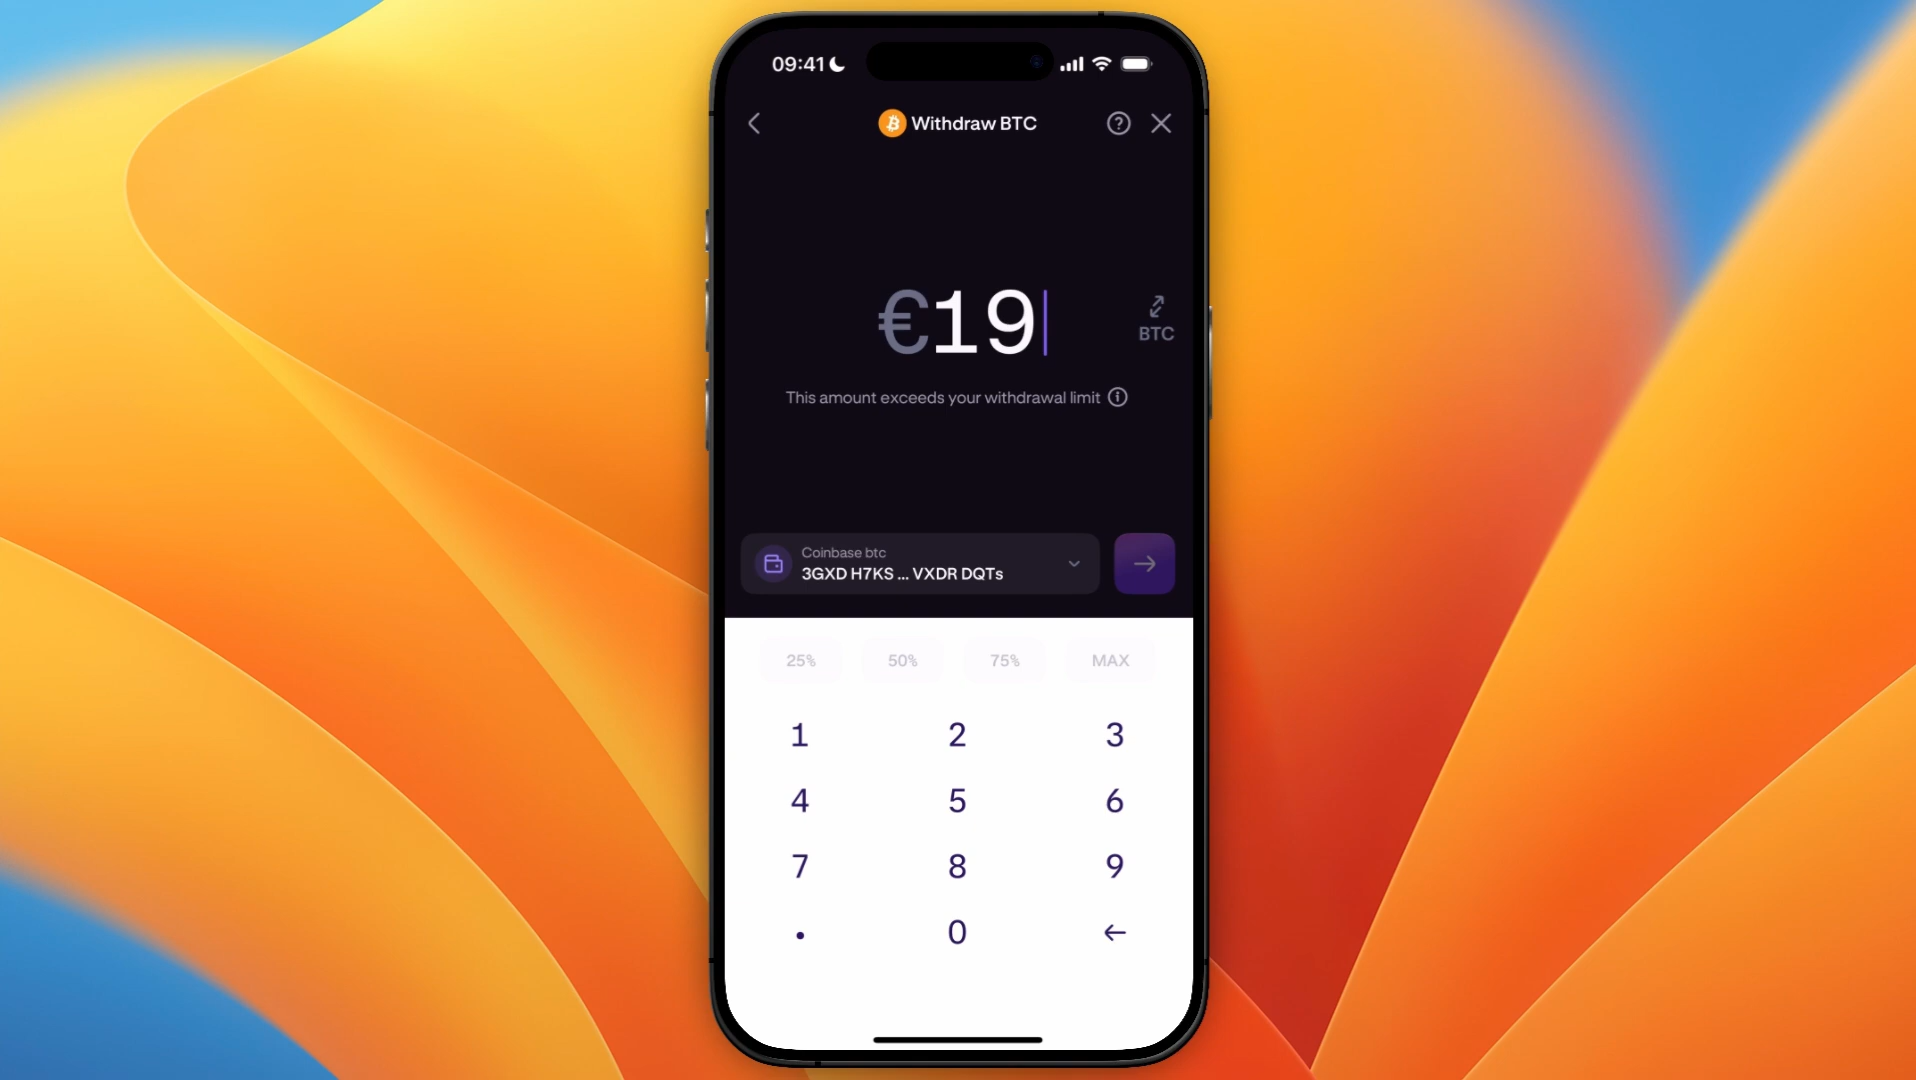 09:41
Withdraw BTC
€19
BTC
This amount exceeds your withdrawal limit
Coinbase btc
3GXD H7KS ... VXDR DQTs
25% 50% 75% MAX
1 2 3
4 5 6
7 8 9
. 0 ←